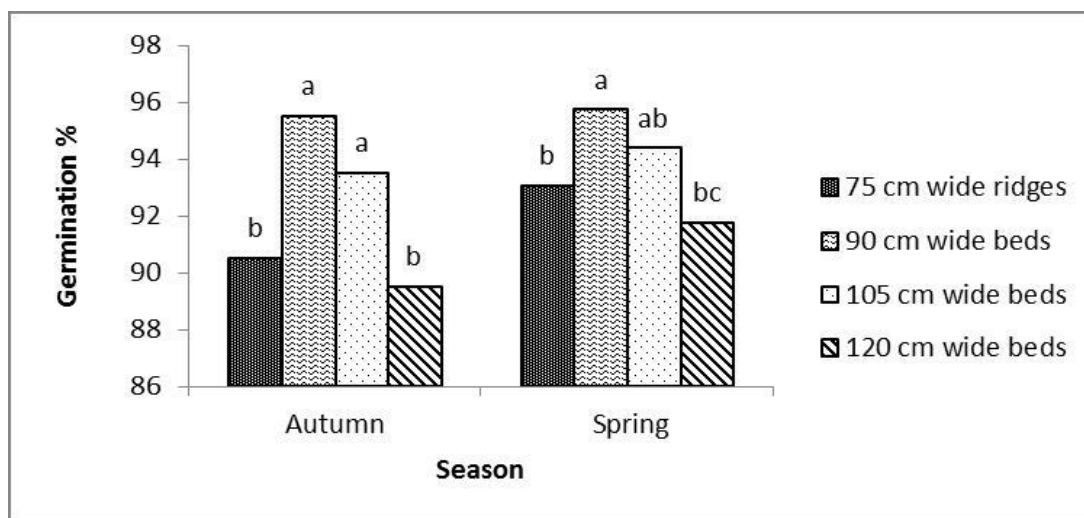 98
96
94
92
90
88
86
Germination %
b
a
a
b
b
a
ab
bc
Autumn
Spring
Season
75 cm wide ridges
90 cm wide beds
105 cm wide beds
120 cm wide beds